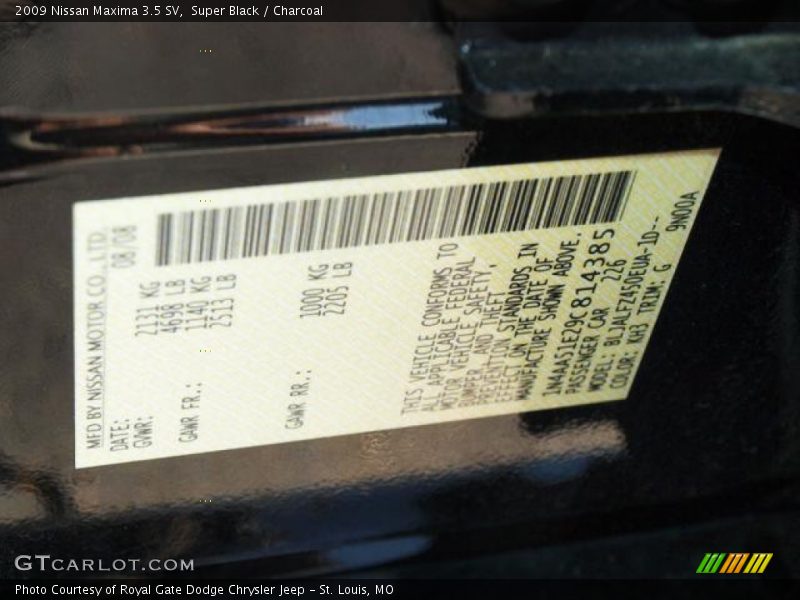 2009 Nissan Maxima 3.5 SV,  Super Black / Charcoal
MFD BY NISSAN MOTOR CO., LTD.
DATE: 08/08
GVWR: 2131 KG
4698 LB
GAWR FR.: 1140 KG
2513 LB
GAWR RR.: 1000 KG
2205 LB
THIS VEHICLE CONFORMS TO
ALL APPLICABLE FEDERAL
MOTOR VEHICLE SAFETY,
BUMPER, AND THEFT
PREVENTION STANDARDS IN
EFFECT ON THE DATE OF
MANUFACTURE SHOWN ABOVE.
1N4AA51E29C814385
PASSENGER CAR 226
MODEL: BLJALFZ450EUA-1D--
COLOR: KH3 TRIM: G 9N00A
GTCARLOT.COM
Photo Courtesy of Royal Gate Dodge Chrysler Jeep - St. Louis, MO